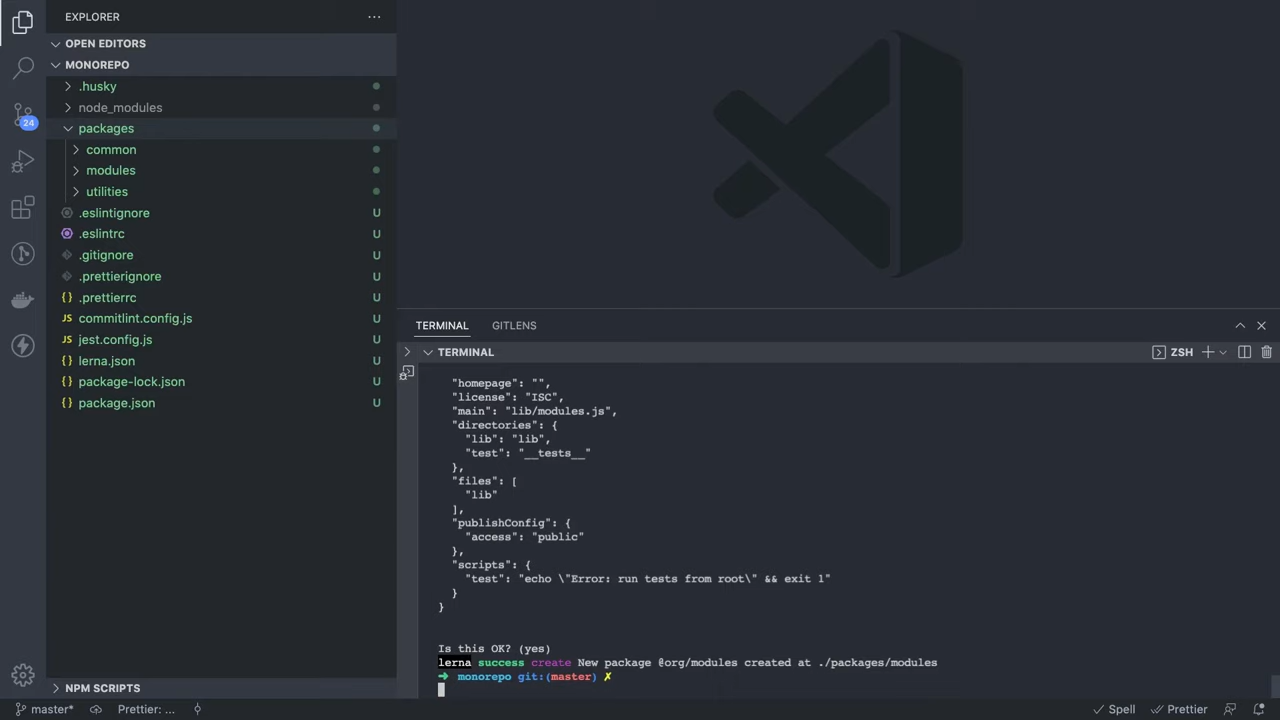 EXPLORER
OPEN EDITORS
MONOREPO
.husky
node_modules
packages
common
modules
utilities
.eslintignore U
.eslintrc U
.gitignore U
.prettierignore U
{} .prettierrc U
JS commitlint.config.js U
JS jest.config.js U
{} lerna.json U
{} package-lock.json U
{} package.json U
NPM SCRIPTS
24
TERMINAL GITLENS
TERMINAL
ZSH
"homepage": "",
"license": "ISC",
"main": "lib/modules.js",
"directories": {
"lib": "lib",
"test": "__tests__"
},
"files": [
"lib"
],
"publishConfig": {
"access": "public"
},
"scripts": {
"test": "echo \"Error: run tests from root\" && exit 1"
}
}
Is this OK? (yes)
lerna success create New package @org/modules created at ./packages/modules
➜ monorepo git:(master) ✗
master* Prettier: ... Spell Prettier